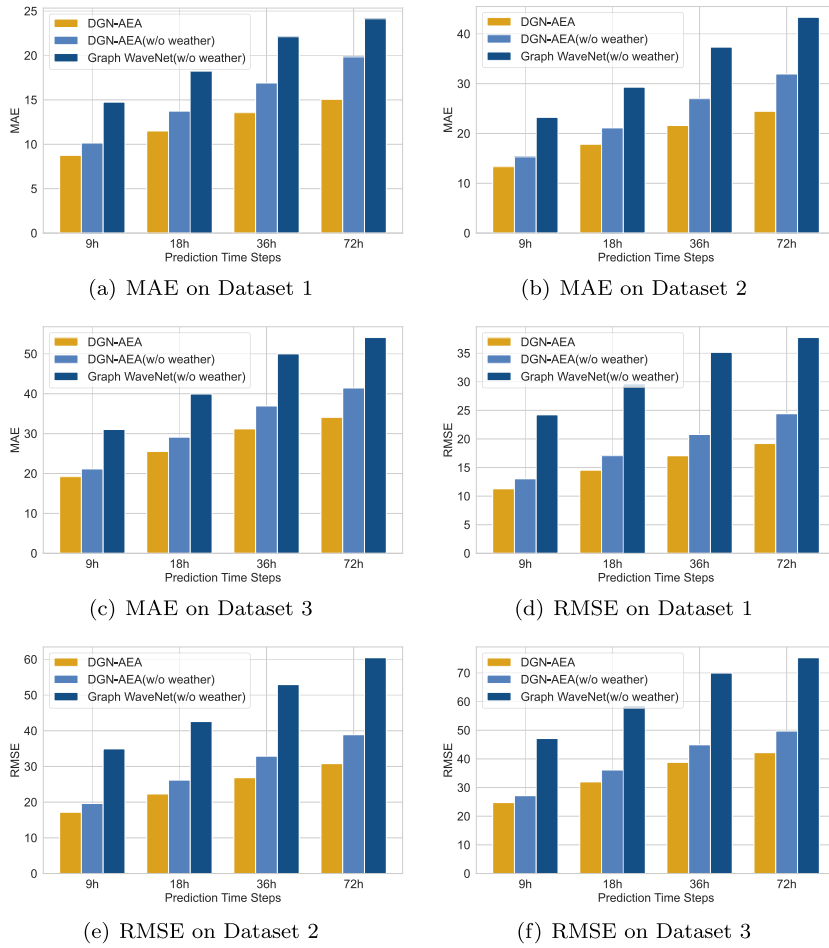 25
20
15
10
5
0
MAE
DGN-AEA
DGN-AEA(w/o weather)
Graph WaveNet(w/o weather)
9h 18h 36h 72h
Prediction Time Steps
(a) MAE on Dataset 1
40
30
20
10
0
MAE
DGN-AEA
DGN-AEA(w/o weather)
Graph WaveNet(w/o weather)
9h 18h 36h 72h
Prediction Time Steps
(b) MAE on Dataset 2
50
40
30
20
10
0
MAE
DGN-AEA
DGN-AEA(w/o weather)
Graph WaveNet(w/o weather)
9h 18h 36h 72h
Prediction Time Steps
(c) MAE on Dataset 3
35
30
25
20
15
10
5
0
RMSE
DGN-AEA
DGN-AEA(w/o weather)
Graph WaveNet(w/o weather)
9h 18h 36h 72h
Prediction Time Steps
(d) RMSE on Dataset 1
60
50
40
30
20
10
0
RMSE
DGN-AEA
DGN-AEA(w/o weather)
Graph WaveNet(w/o weather)
9h 18h 36h 72h
Prediction Time Steps
(e) RMSE on Dataset 2
70
60
50
40
30
20
10
0
RMSE
DGN-AEA
DGN-AEA(w/o weather)
Graph WaveNet(w/o weather)
9h 18h 36h 72h
Prediction Time Steps
(f) RMSE on Dataset 3